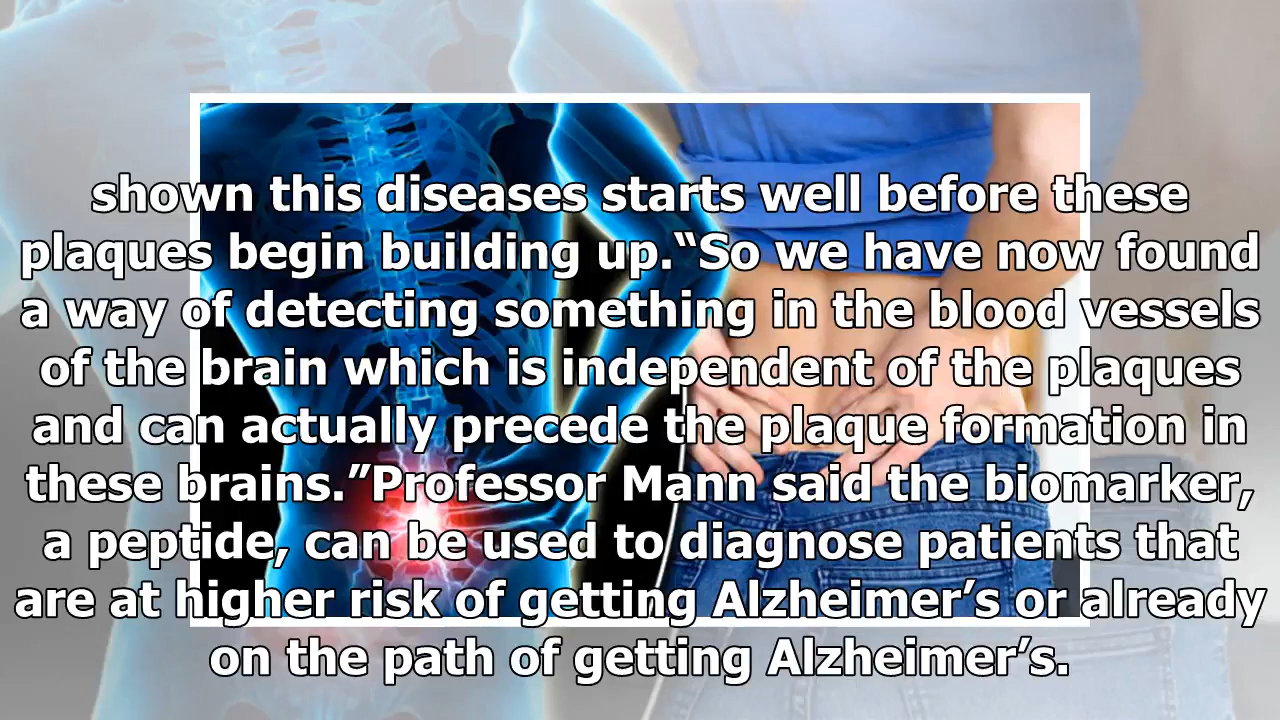 shown this diseases starts well before these
plaques begin building up.“So we have now found
a way of detecting something in the blood vessels
of the brain which is independent of the plaques
and can actually precede the plaque formation in
these brains.”Professor Mann said the biomarker,
a peptide, can be used to diagnose patients that
are at higher risk of getting Alzheimer’s or already
on the path of getting Alzheimer’s.